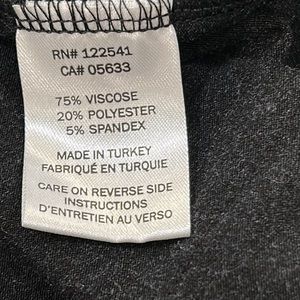 RN# 122541
CA# 05633
75% VISCOSE
20% POLYESTER
5% SPANDEX
MADE IN TURKEY
FABRIQUÉ EN TURQUIE
CARE ON REVERSE SIDE
INSTRUCTIONS
D'ENTRETIEN AU VERSO